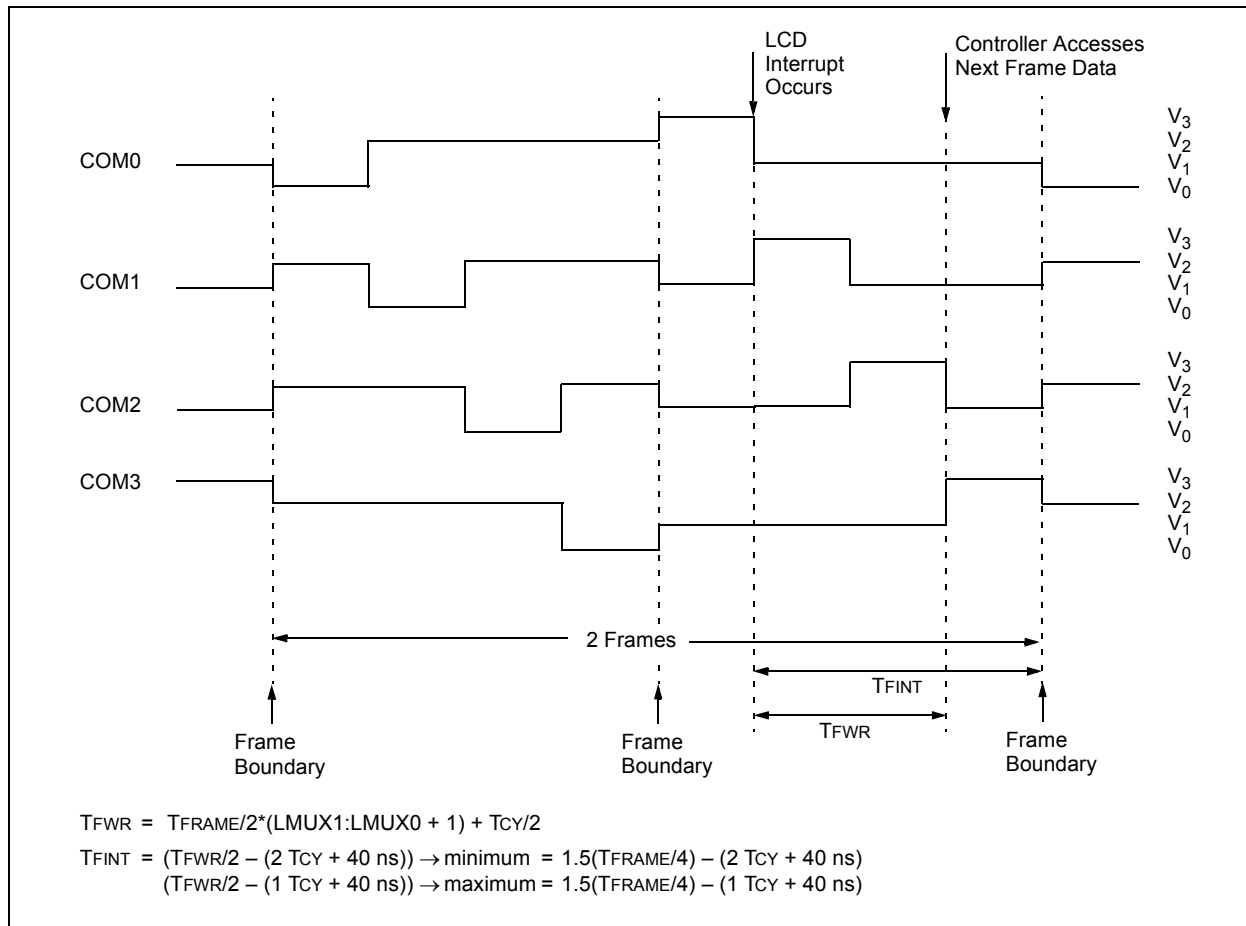 LCD
Interrupt
Occurs
Controller Accesses
Next Frame Data
COM0
V3
V2
V1
V0
COM1
V3
V2
V1
V0
COM2
V3
V2
V1
V0
COM3
V3
V2
V1
V0
2 Frames
TFINT
TFWR
Frame
Boundary
Frame
Boundary
Frame
Boundary
TFWR = TFRAME/2*(LMUX1:LMUX0 + 1) + TCY/2
TFINT = (TFWR/2 – (2 TCY + 40 ns)) → minimum = 1.5(TFRAME/4) – (2 TCY + 40 ns)
(TFWR/2 – (1 TCY + 40 ns)) → maximum = 1.5(TFRAME/4) – (1 TCY + 40 ns)